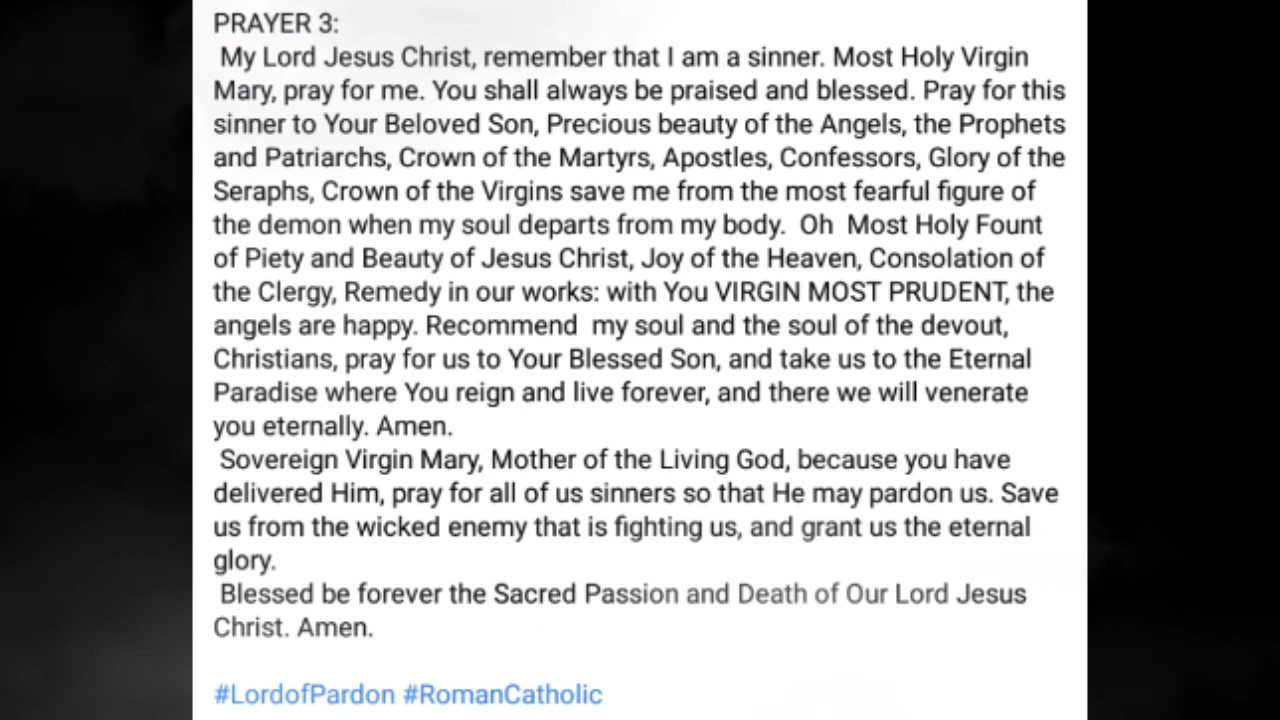 PRAYER 3:
My Lord Jesus Christ, remember that I am a sinner. Most Holy Virgin
Mary, pray for me. You shall always be praised and blessed. Pray for this
sinner to Your Beloved Son, Precious beauty of the Angels, the Prophets
and Patriarchs, Crown of the Martyrs, Apostles, Confessors, Glory of the
Seraphs, Crown of the Virgins save me from the most fearful figure of
the demon when my soul departs from my body.  Oh  Most Holy Fount
of Piety and Beauty of Jesus Christ, Joy of the Heaven, Consolation of
the Clergy, Remedy in our works: with You VIRGIN MOST PRUDENT, the
angels are happy. Recommend  my soul and the soul of the devout,
Christians, pray for us to Your Blessed Son, and take us to the Eternal
Paradise where You reign and live forever, and there we will venerate
you eternally. Amen.
Sovereign Virgin Mary, Mother of the Living God, because you have
delivered Him, pray for all of us sinners so that He may pardon us. Save
us from the wicked enemy that is fighting us, and grant us the eternal
glory.
Blessed be forever the Sacred Passion and Death of Our Lord Jesus
Christ. Amen.
#LordofPardon #RomanCatholic